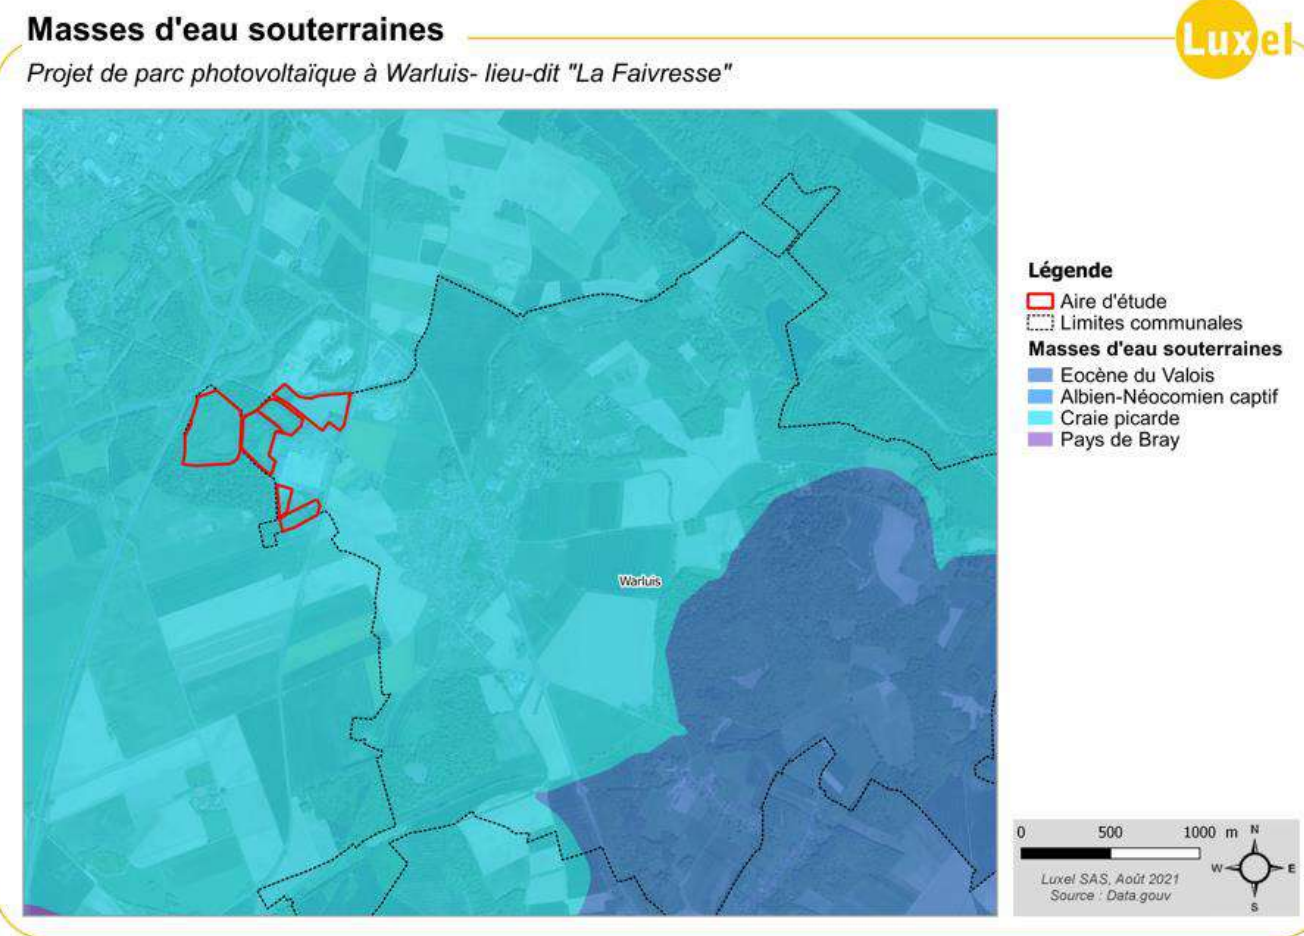 Masses d'eau souterraines
Luxel
Projet de parc photovoltaïque à Warluis- lieu-dit "La Faivresse"
Légende
Aire d'étude
Limites communales
Masses d'eau souterraines
Eocène du Valois
Albien-Néocomien captif
Craie picarde
Pays de Bray
Warluis
0 500 1000 m
N
W E
S
Luxel SAS, Août 2021
Source : Data.gouv